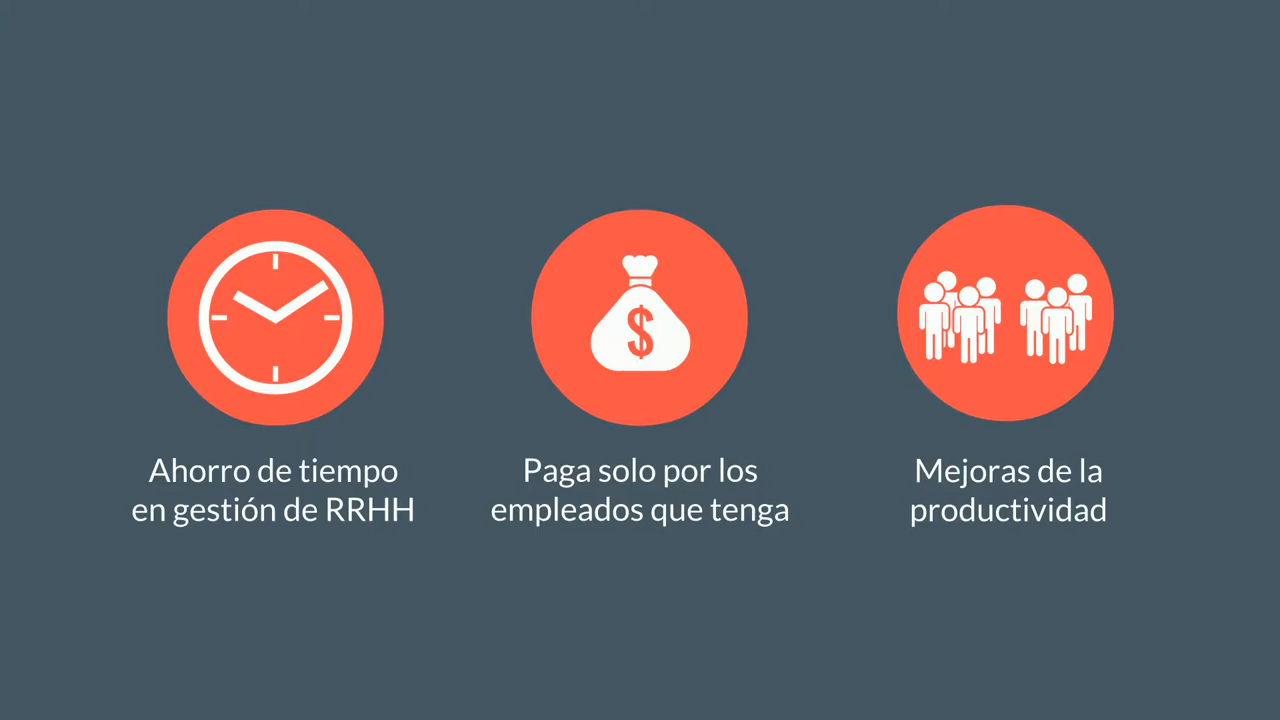 $
Ahorro de tiempo
en gestión de RRHH
Paga solo por los
empleados que tenga
Mejoras de la
productividad